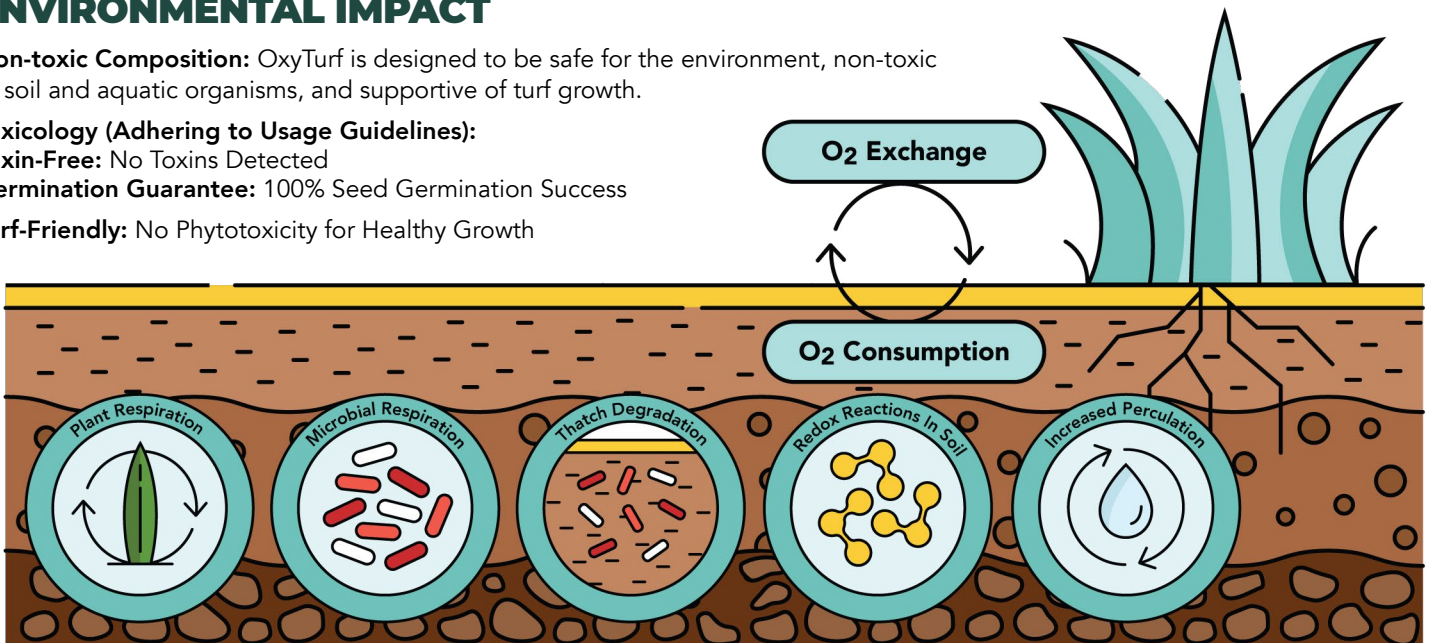 NVIRONMENTAL IMPACT
on-toxic Composition: OxyTurf is designed to be safe for the environment, non-toxic
soil and aquatic organisms, and supportive of turf growth.
xicology (Adhering to Usage Guidelines):
xin-Free: No Toxins Detected
ermination Guarantee: 100% Seed Germination Success
rf-Friendly: No Phytotoxicity for Healthy Growth
O2 Exchange
O2 Consumption
Plant Respiration
Microbial Respiration
Thatch Degradation
Redox Reactions In Soil
Increased Perculation